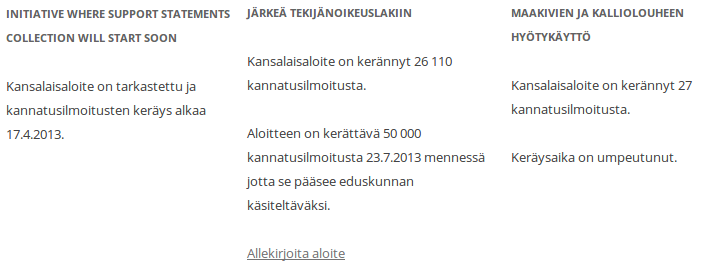 INITIATIVE WHERE SUPPORT STATEMENTS
COLLECTION WILL START SOON
Kansalaisaloite on tarkastettu ja
kannatusilmoitusten keräys alkaa
17.4.2013.
JÄRKEÄ TEKIJÄNOIKEUSLAKIIN
Kansalaisaloite on kerännyt 26 110
kannatusilmoitusta.
Aloitteen on kerättävä 50 000
kannatusilmoitusta 23.7.2013 mennessä
jotta se pääsee eduskunnan
käsiteltäväksi.
Allekirjoita aloite
MAAKIVIEN JA KALLIOLOUHEEN
HYÖTYKÄYTTÖ
Kansalaisaloite on kerännyt 27
kannatusilmoitusta.
Keräysaika on umpeutunut.